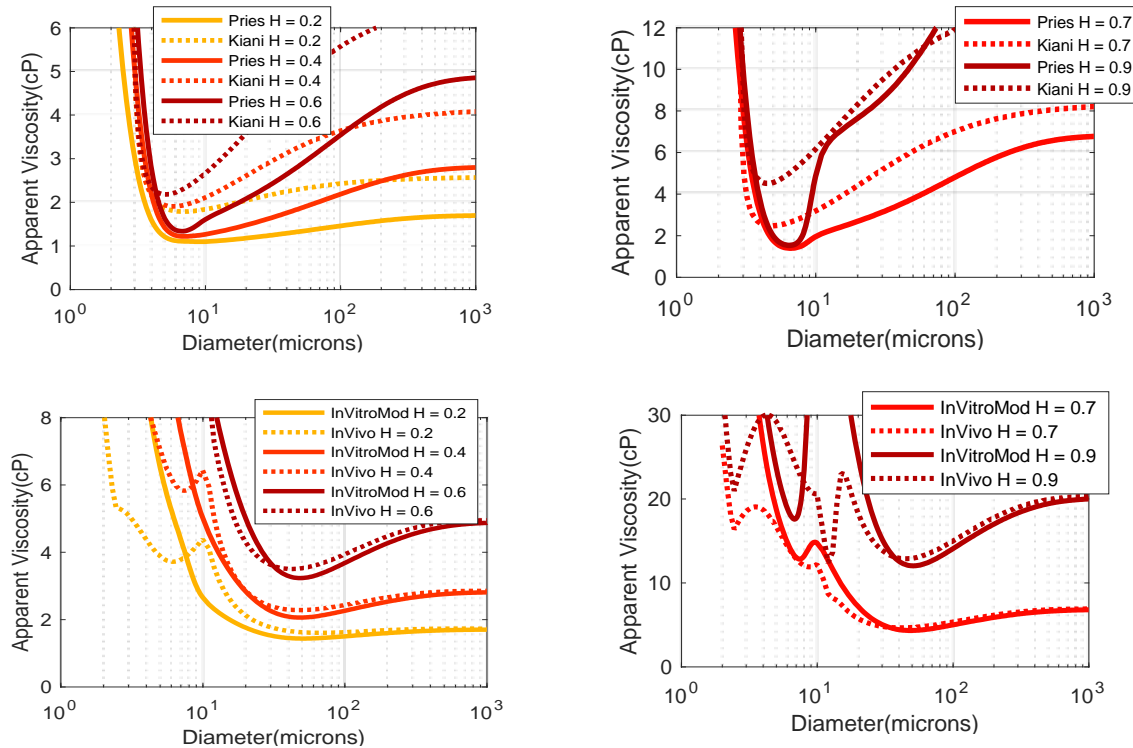 Pries H = 0.2
Kiani H = 0.2
Pries H = 0.4
Kiani H = 0.4
Pries H = 0.6
Kiani H = 0.6
Apparent Viscosity(cP)
6
5
4
3
2
1
0
10^0 10^1 10^2 10^3
Diameter(microns)
Pries H = 0.7
Kiani H = 0.7
Pries H = 0.9
Kiani H = 0.9
Apparent Viscosity(cP)
12
10
8
6
4
2
0
10^0 10^1 10^2 10^3
Diameter(microns)
InVitroMod H = 0.2
InVivo H = 0.2
InVitroMod H = 0.4
InVivo H = 0.4
InVitroMod H = 0.6
InVivo H = 0.6
Apparent Viscosity(cP)
8
6
4
2
0
10^0 10^1 10^2 10^3
Diameter(microns)
InVitroMod H = 0.7
InVivo H = 0.7
InVitroMod H = 0.9
InVivo H = 0.9
Apparent Viscosity(cP)
30
20
10
0
10^0 10^1 10^2 10^3
Diameter(microns)